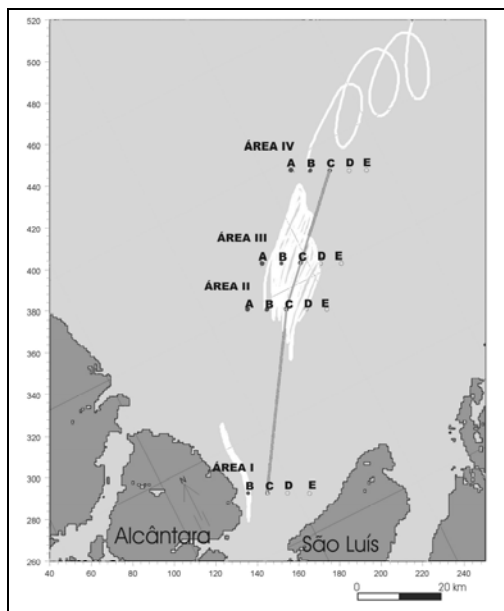 520
500
480
460
ÁREA IV
A B C D E
440
420
ÁREA III
A B C D E
400
ÁREA II
A B C D E
380
360
340
320
300
ÁREA I
B C D E
N
280
Alcântara
São Luís
260
40 60 80 100 120 140 160 180 200 220 240
0 20 km